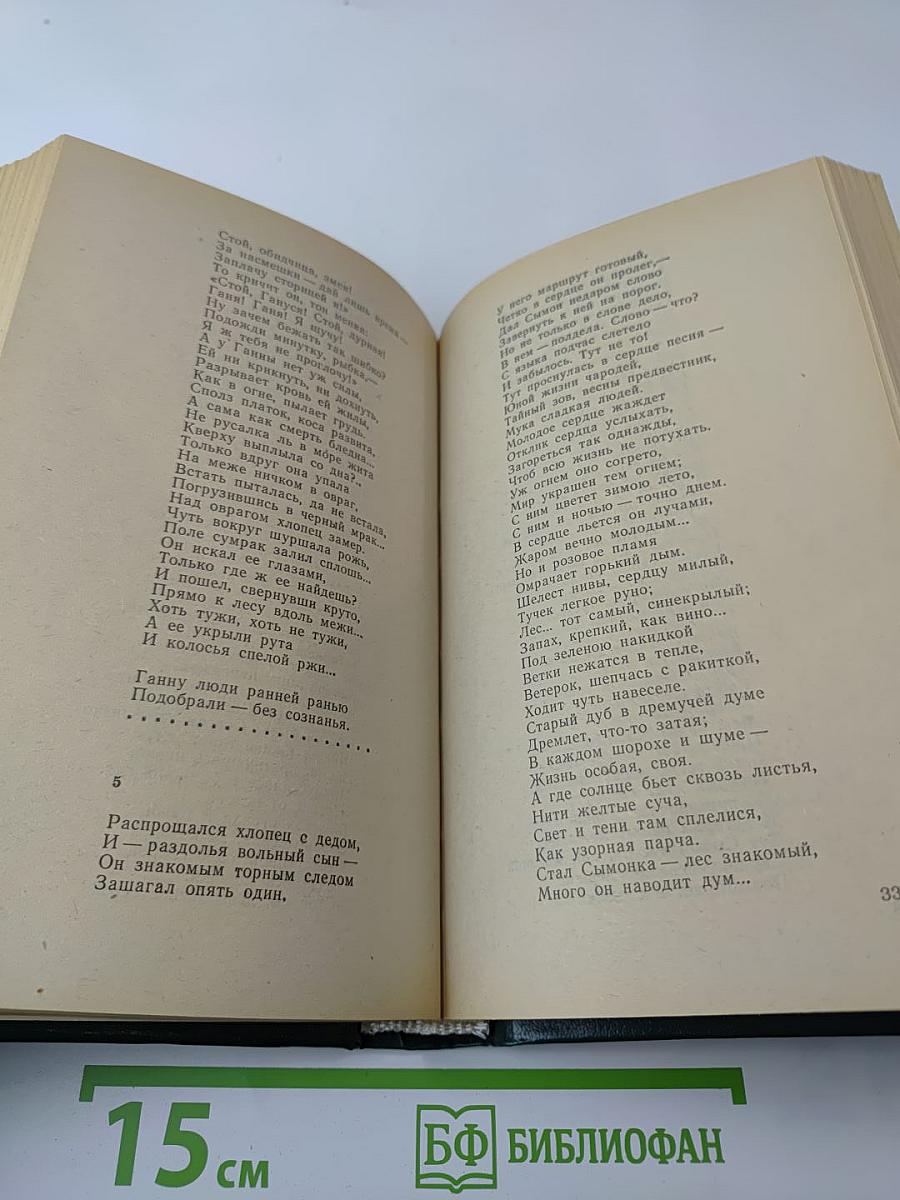 Стой, обидчица, змея!
За насмешки — дай лишь время —
Заплачу сторицей я!»
То кричит он, тон меняя:
«Стой, Гануся! Стой, дурная!
Ганя! Ганя! Я шучу!
Ну зачем бежать так шибко?
Подожди минутку, рыбка,—
Я ж тебя не проглочу!»
А у Ганны нет уж силы,
Ей ни крикнуть, ни дохнуть,
Разрывает кровь ей жилы,
Как в огне, пылает грудь.
Сполз платок, коса развита,
А сама как смерть бледна...
Не русалка ль в море жита
Кверху выплыла со дна?..
Только вдруг она упала
На меже ничком в овраг.
Встать пыталась, да не встала,
Погрузившись в черный мрак...
Над оврагом хлопец замер.
Чуть вокруг шуршала рожь,
Поле сумрак залил сплошь...
Он искал ее глазами,
Только где ж ее найдешь?
И пошел, свернувши круто,
Прямо к лесу вдоль межи...
Хоть тужи, хоть не тужи,
А ее укрыли рута
И колосья спелой ржи...
Ганну люди ранней ранью
Подобрали — без сознанья.
. . . . . . . . . . . . . . . . . .
5
Распрощался хлопец с дедом,
И — раздолья вольный сын —
Он знакомым торным следом
Зашагал опять один,
У него маршрут готовый,
Четко в сердце он пролег,—
Дал Сымон недаром слово
Завернуть к ней на порог.
Но не только в слове дело,
В нем — полдела. Слово — что?
С языка подчас слетело
И забылось. Тут не то!
Тут проснулась в сердце песня —
Юной жизни чародей,
Тайный зов, весны предвестник,
Мука сладкая людей.
Молодое сердце жаждет
Отклик сердца услыхать,
Загореться так однажды,
Чтоб всю жизнь не потухать.
Уж огнем оно согрето,
Мир украшен тем огнем;
С ним цветет зимою лето,
С ним и ночью — точно днем.
В сердце льется он лучами,
Жаром вечно молодым...
Но и розовое пламя
Омрачает горький дым.
Шелест нивы, сердцу милый,
Тучек легкое руно;
Лес... тот самый, синекрылый;
Запах, крепкий, как вино...
Под зеленою накидкой
Ветки нежатся в тепле,
Ветерок, шепчась с ракиткой,
Ходит чуть навеселе.
Старый дуб в дремучей думе
Дремлет, что-то затая;
В каждом шорохе и шуме —
Жизнь особая, своя.
А где солнце бьет сквозь листья,
Нити желтые суча,
Свет и тени там сплелися,
Как узорная парча.
Стал Сымонка — лес знакомый,
Много он наводит дум...
33
15 см
БФ БИБЛИОФАН